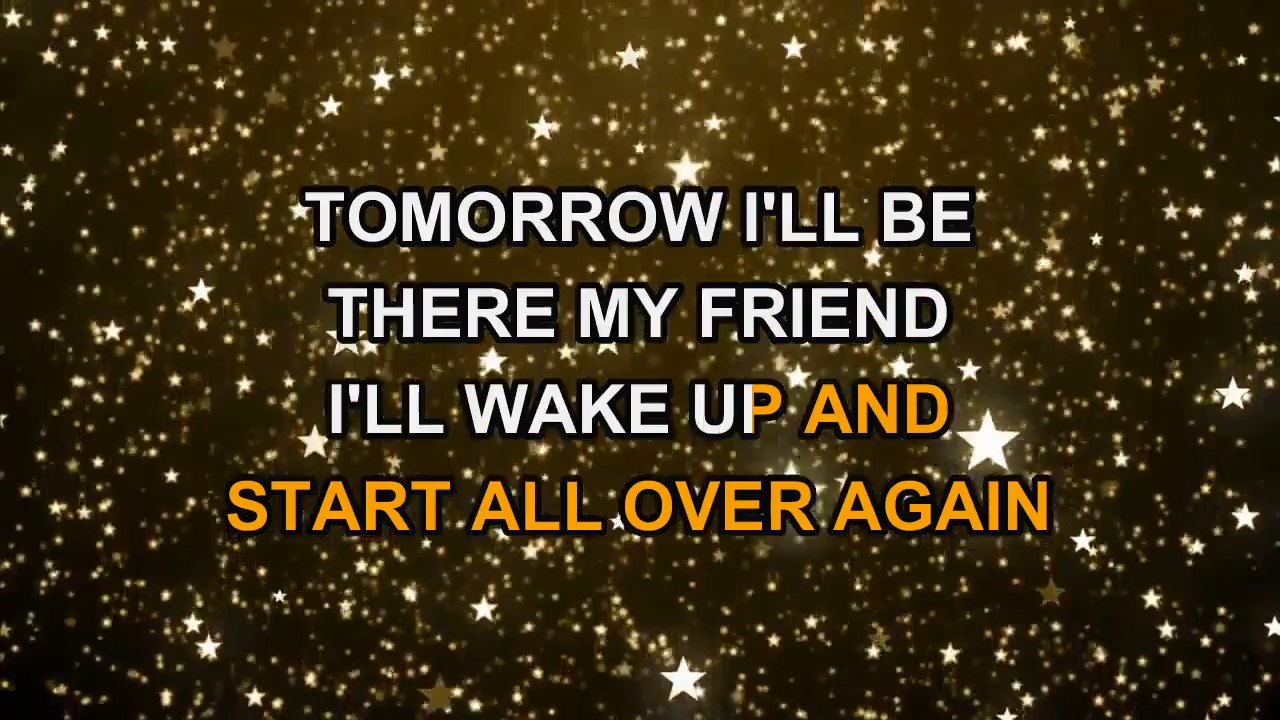 TOMORROW I'LL BE
THERE MY FRIEND
I'LL WAKE UP AND
START ALL OVER AGAIN